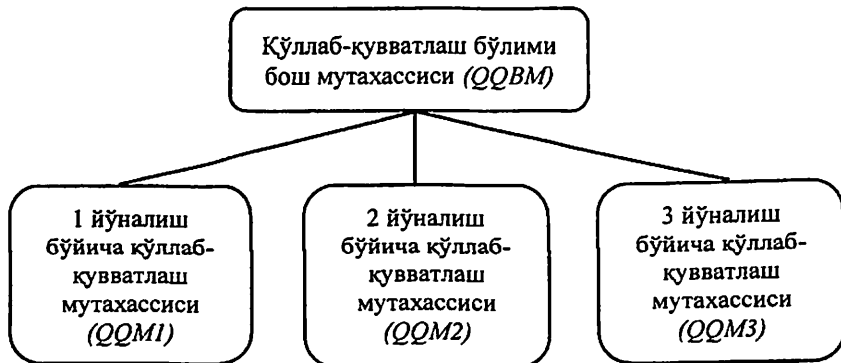 Қўллаб-қувватлаш бўлими
бош мутахассиси (QQBM)
1 йўналиш
бўйича қўллаб-
қувватлаш
мутахассиси
(QQM1)
2 йўналиш
бўйича қўллаб-
қувватлаш
мутахассиси
(QQM2)
3 йўналиш
бўйича қўллаб-
қувватлаш
мутахассиси
(QQM3)